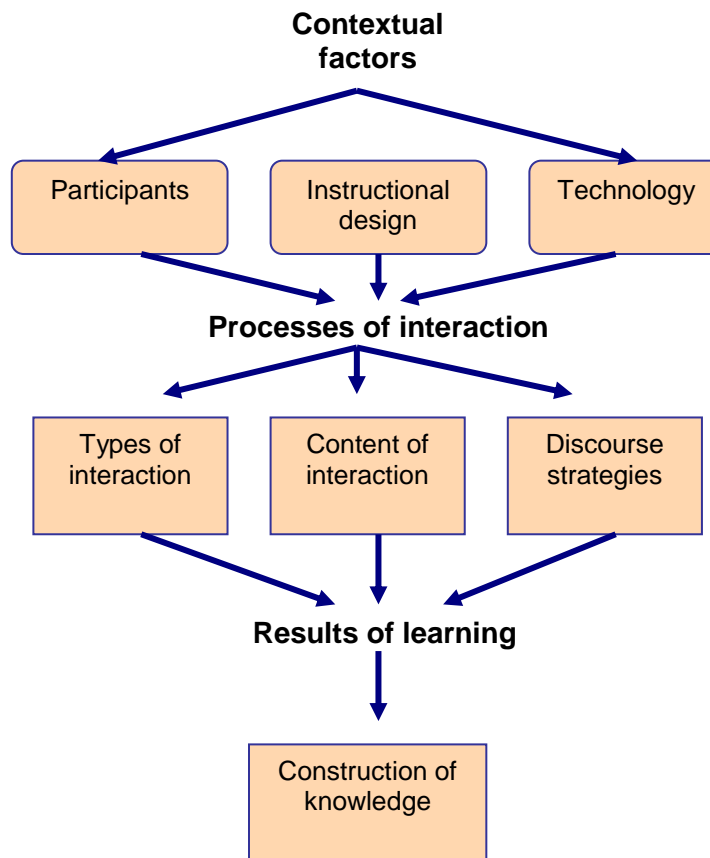 Contextual
factors
Participants
Instructional
design
Technology
Processes of interaction
Types of
interaction
Content of
interaction
Discourse
strategies
Results of learning
Construction of
knowledge